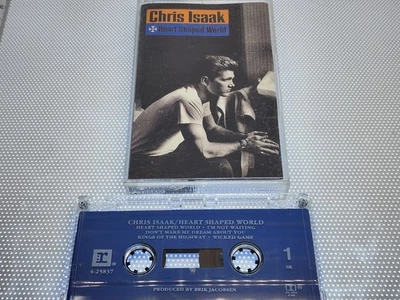 Chris Isaak
Heart Shaped World
CHRIS ISAAK/HEART SHAPED WORLD
HEART SHAPED WORLD • I'M NOT WAITING
DON'T MAKE ME DREAM ABOUT YOU
KINGS OF THE HIGHWAY • WICKED GAME
4-25837
1
PRODUCED BY ERIK JACOBSEN